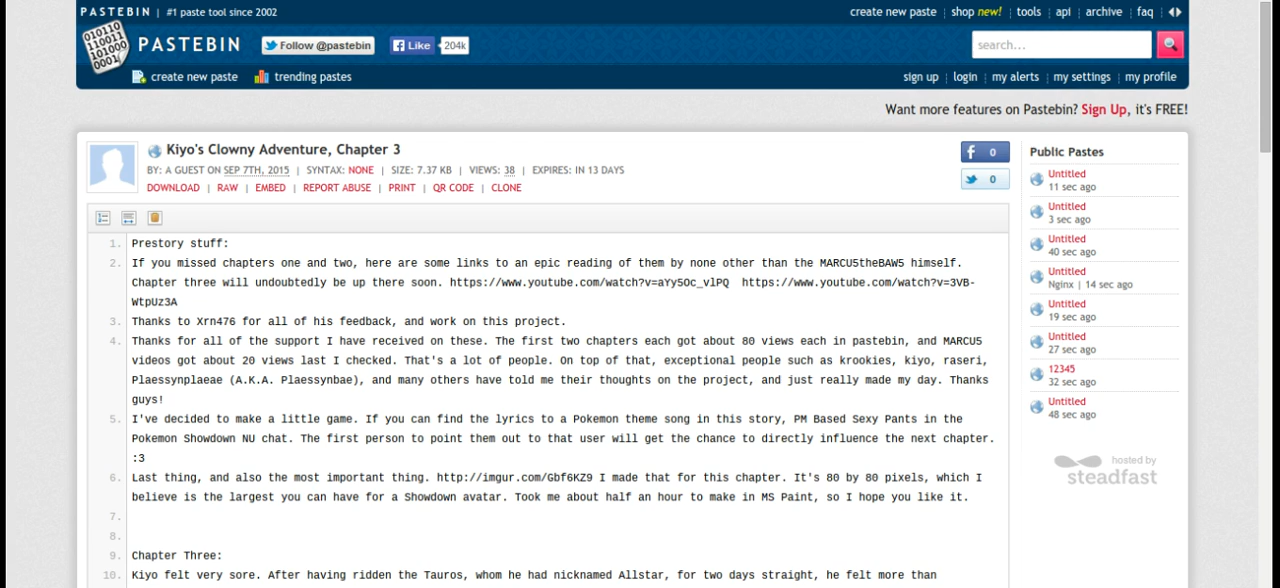 PASTEBIN | #1 paste tool since 2002
create new paste | shop new! | tools | api | archive | faq |
010110
110011
101000
0001
PASTEBIN
Follow @pastebin
Like
204k
search...
create new paste
trending pastes
sign up | login | my alerts | my settings | my profile
Want more features on Pastebin? Sign Up, it's FREE!
Kiyo's Clowny Adventure, Chapter 3
BY: A GUEST ON SEP 7TH, 2015 | SYNTAX: NONE | SIZE: 7.37 KB | VIEWS: 38 | EXPIRES: IN 13 DAYS
DOWNLOAD | RAW | EMBED | REPORT ABUSE | PRINT | QR CODE | CLONE
0
0
1. Prestory stuff:
2. If you missed chapters one and two, here are some links to an epic reading of them by none other than the MARCU5theBAW5 himself.
Chapter three will undoubtedly be up there soon. https://www.youtube.com/watch?v=aYy5Oc_vlPQ https://www.youtube.com/watch?v=3VB-
WtpUz3A
3. Thanks to Xrn476 for all of his feedback, and work on this project.
4. Thanks for all of the support I have received on these. The first two chapters each got about 80 views each in pastebin, and MARCU5
videos got about 20 views last I checked. That's a lot of people. On top of that, exceptional people such as krookies, kiyo, raseri,
Plaessynplaeae (A.K.A. Plaessynbae), and many others have told me their thoughts on the project, and just really made my day. Thanks
guys!
5. I've decided to make a little game. If you can find the lyrics to a Pokemon theme song in this story, PM Based Sexy Pants in the
Pokemon Showdown NU chat. The first person to point them out to that user will get the chance to directly influence the next chapter.
:3
6. Last thing, and also the most important thing. http://imgur.com/Gbf6KZ9 I made that for this chapter. It's 80 by 80 pixels, which I
believe is the largest you can have for a Showdown avatar. Took me about half an hour to make in MS Paint, so I hope you like it.
7.
8.
9. Chapter Three:
10. Kiyo felt very sore. After having ridden the Tauros, whom he had nicknamed Allstar, for two days straight, he felt more than
Public Pastes
Untitled
11 sec ago
Untitled
3 sec ago
Untitled
40 sec ago
Untitled
Nginx | 14 sec ago
Untitled
19 sec ago
Untitled
27 sec ago
12345
32 sec ago
Untitled
48 sec ago
hosted by
steadfast